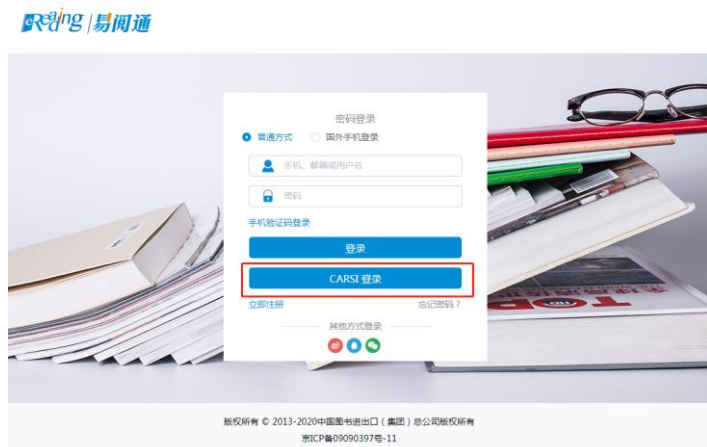 eReading | 易阅通
密码登录
普通方式 国外手机登录
手机、邮箱或用户名
密码
手机验证码登录
登录
CARSI 登录
立即注册 忘记密码？
其他方式登录
TOP
版权所有 © 2013-2020中国图书进出口（集团）总公司版权所有
京ICP备09090397号-11